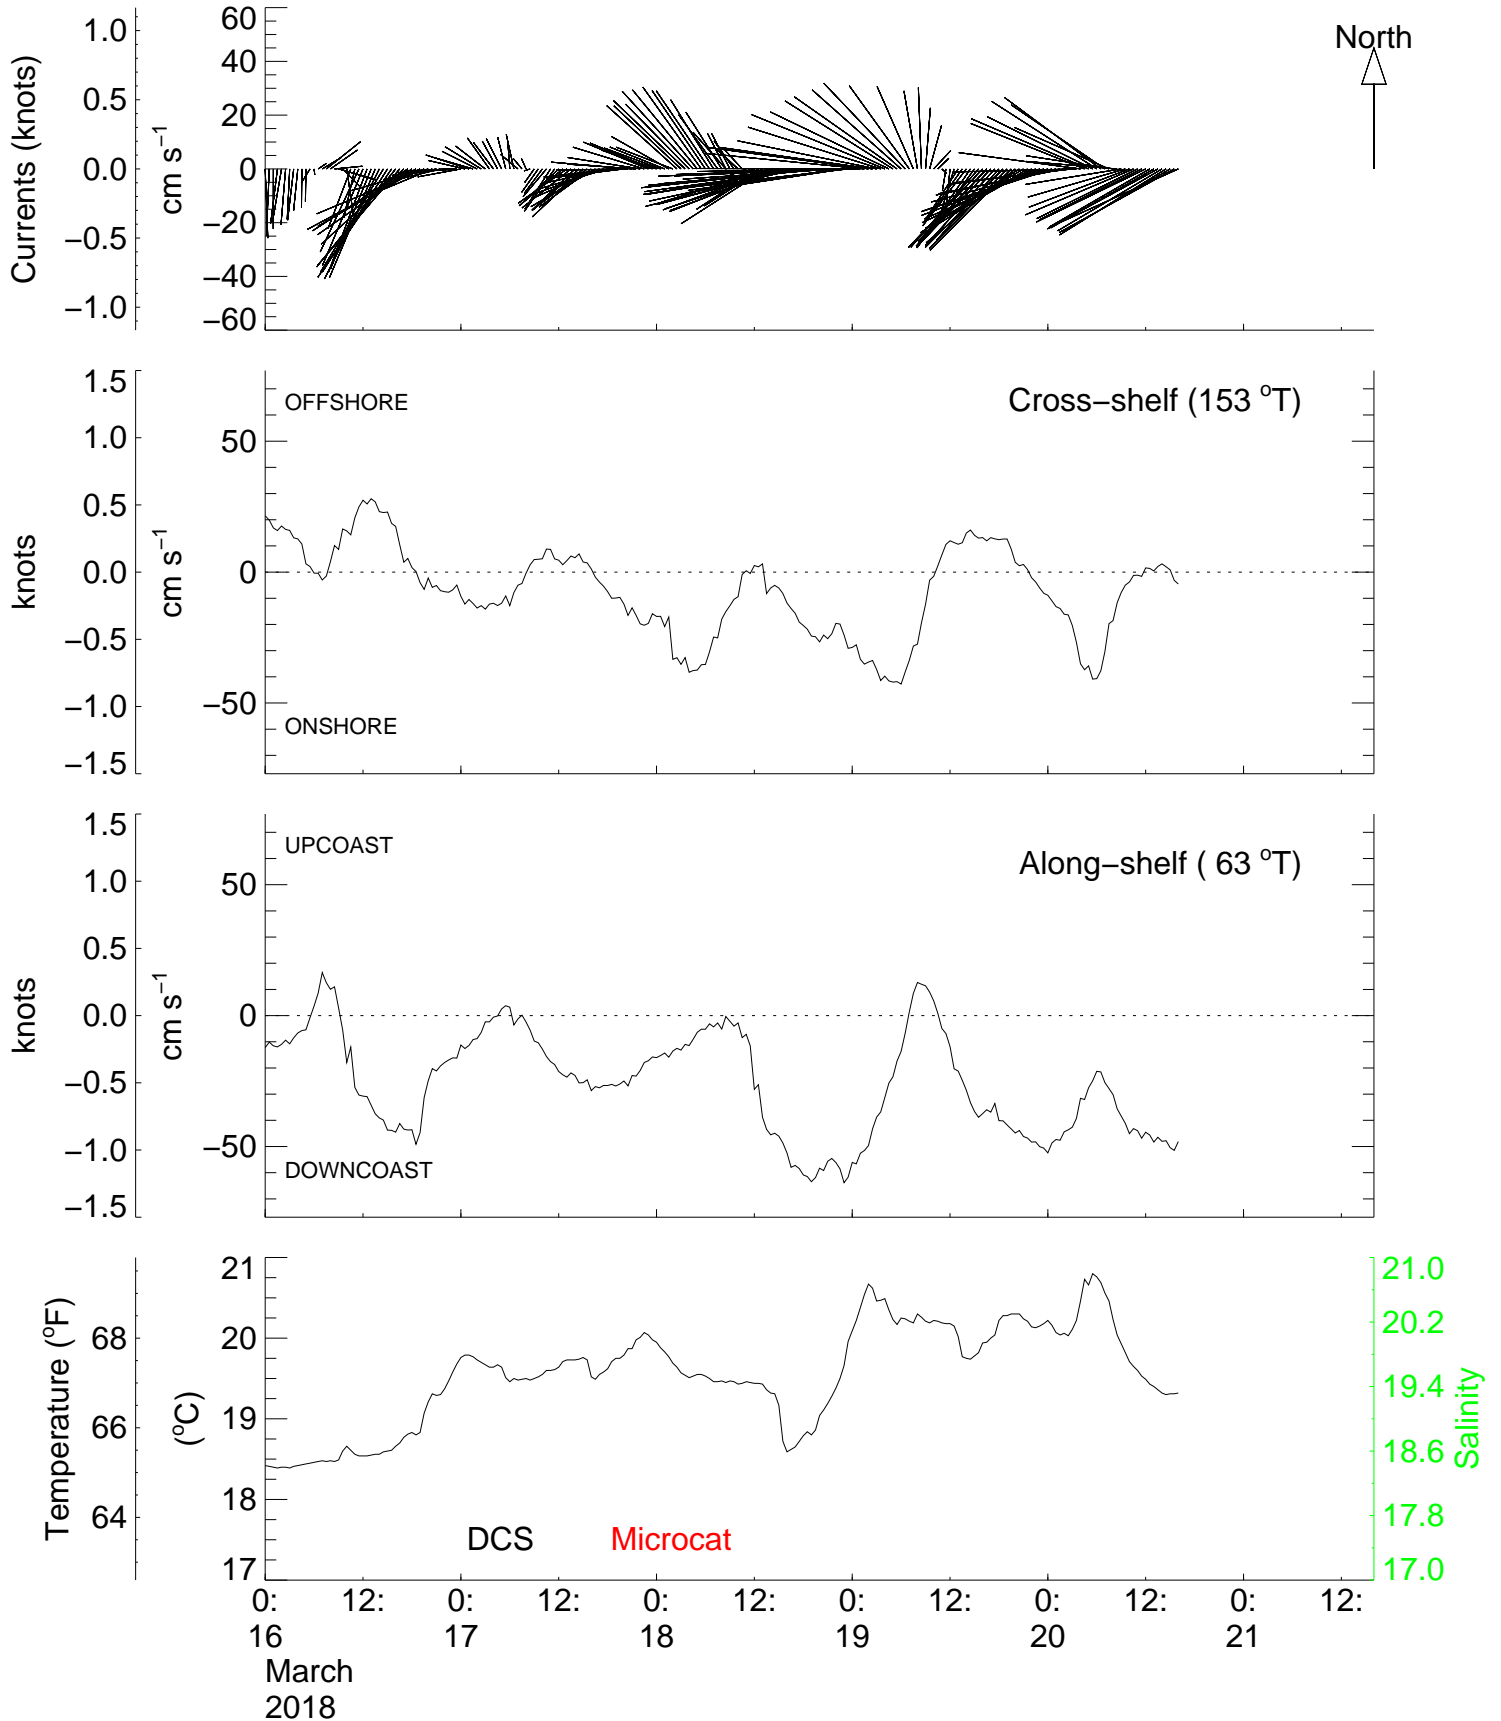 Currents (knots)
1.0
0.5
0.0
−0.5
−1.0
cm s−1
60
40
20
0
−20
−40
−60
North
knots
1.5
1.0
0.5
0.0
−0.5
−1.0
−1.5
cm s−1
50
0
−50
OFFSHORE
ONSHORE
Cross−shelf (153 oT)
knots
1.5
1.0
0.5
0.0
−0.5
−1.0
−1.5
cm s−1
50
0
−50
UPCOAST
DOWNCOAST
Along−shelf ( 63 oT)
Temperature (oF)
68
66
64
(oC)
21
20
19
18
17
DCS
Microcat
21.0
20.2
19.4
18.6
17.8
17.0
Salinity
0: 12: 0: 12: 0: 12: 0: 12: 0: 12: 0: 12:
16 17 18 19 20 21
March
2018